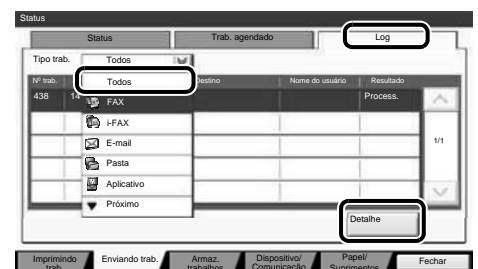 Status
Status Trab. agendado Log
Tipo trab. Todos
Nº trab. Todos Destino Nome do usuário Resultado
438 14 FAX Process.
i-FAX
E-mail 1/1
Pasta
Aplicativo
Próximo
Detalhe
Imprimindo trab. Enviando trab. Armaz. trabalhos Dispositivo/ Comunicação Papel/ Suprimentos Fechar